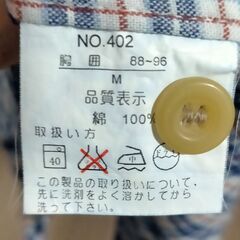 NO.402
胸囲 88~96
M
品質表示
綿 100%
取扱い方
40
この製品の取り扱いについて、
先に洗剤をよく溶かしてから
洗って下さい。